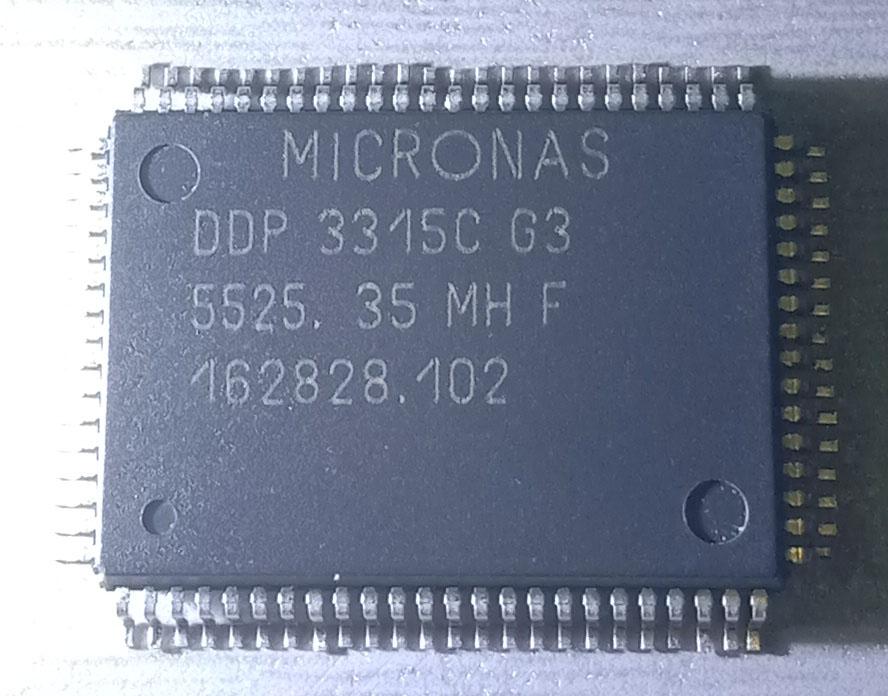 MICRONAS
DDP 3315C G3
5525. 35 MH F
162828.102